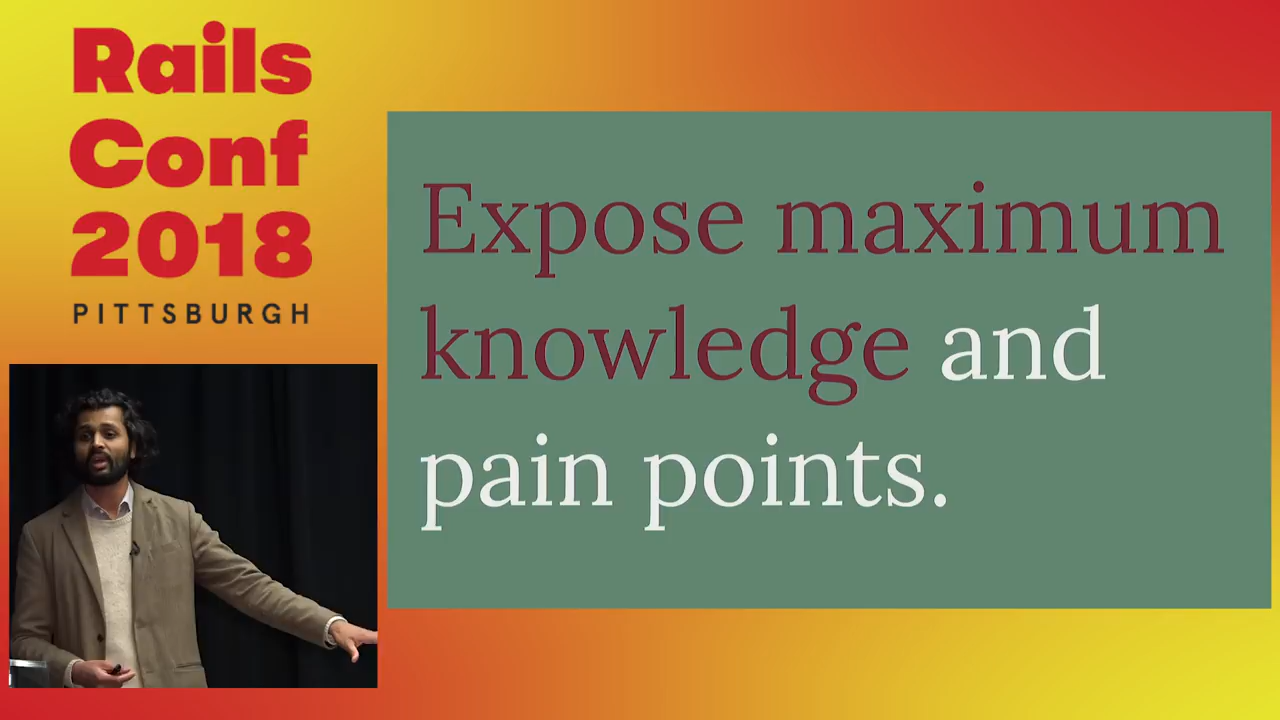 Rails
Conf
2018
PITTSBURGH
Expose maximum
knowledge and
pain points.